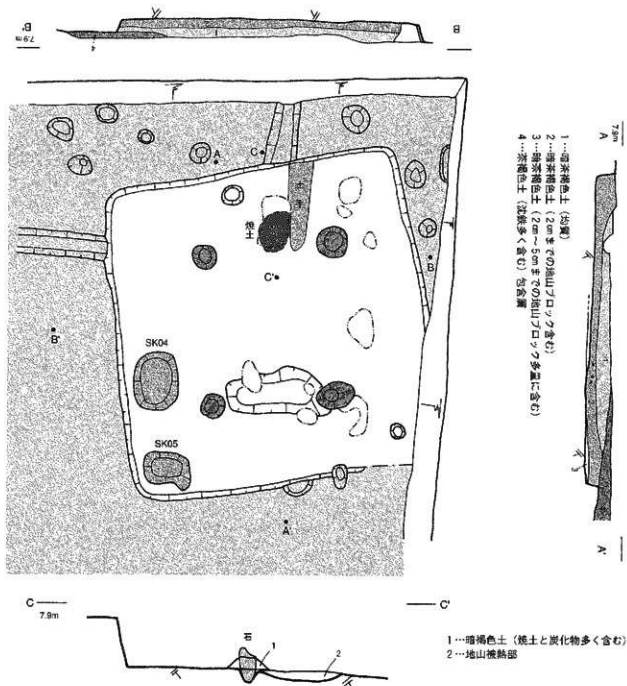 B'
7.9m
4
1
B
A
C
焼土
B
C'
B'
SK04
SK05
A'
7.9m
A
1…暗茶褐色土(均質)
2…暗茶褐色土(2cmまでの地山ブロック含む)
3…暗茶褐色土(2cm~5cmまでの地山ブロック多量に含む)
4…茶褐色土(沈鉄多く含む)包含層
A'
C
7.9m
石
1
2
C'
1…暗褐色土(焼土と炭化物多く含む)
2…地山被熱部